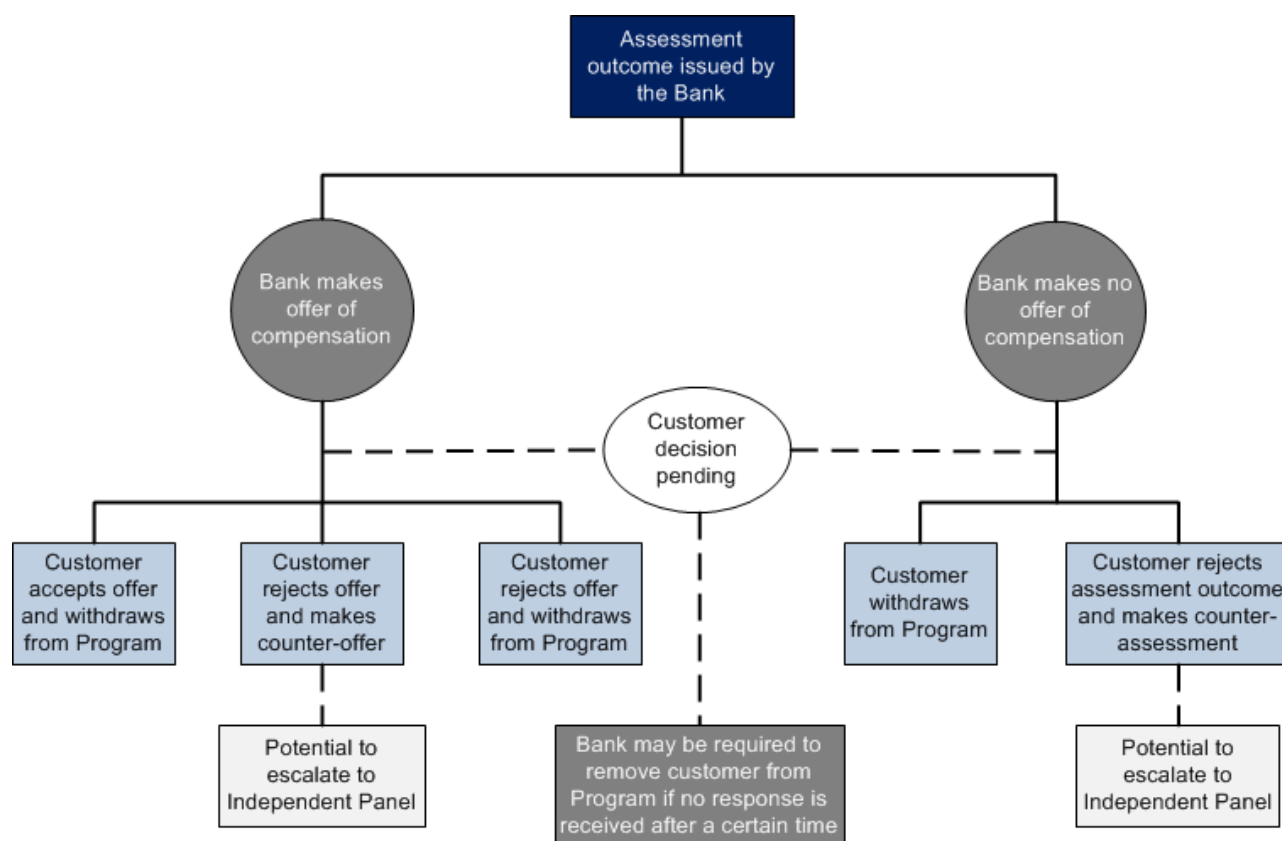 Assessment
outcome issued by
the Bank
Bank makes
offer of
compensation
Bank makes no
offer of
compensation
Customer
decision
pending
Customer
accepts offer
and withdraws
from Program
Customer
rejects offer
and makes
counter-offer
Customer
rejects offer
and withdraws
from Program
Customer
withdraws
from Program
Customer rejects
assessment outcome
and makes counter-
assessment
Potential to
escalate to
Independent Panel
Bank may be required to
remove customer from
Program if no response is
received after a certain time
Potential to
escalate to
Independent Panel